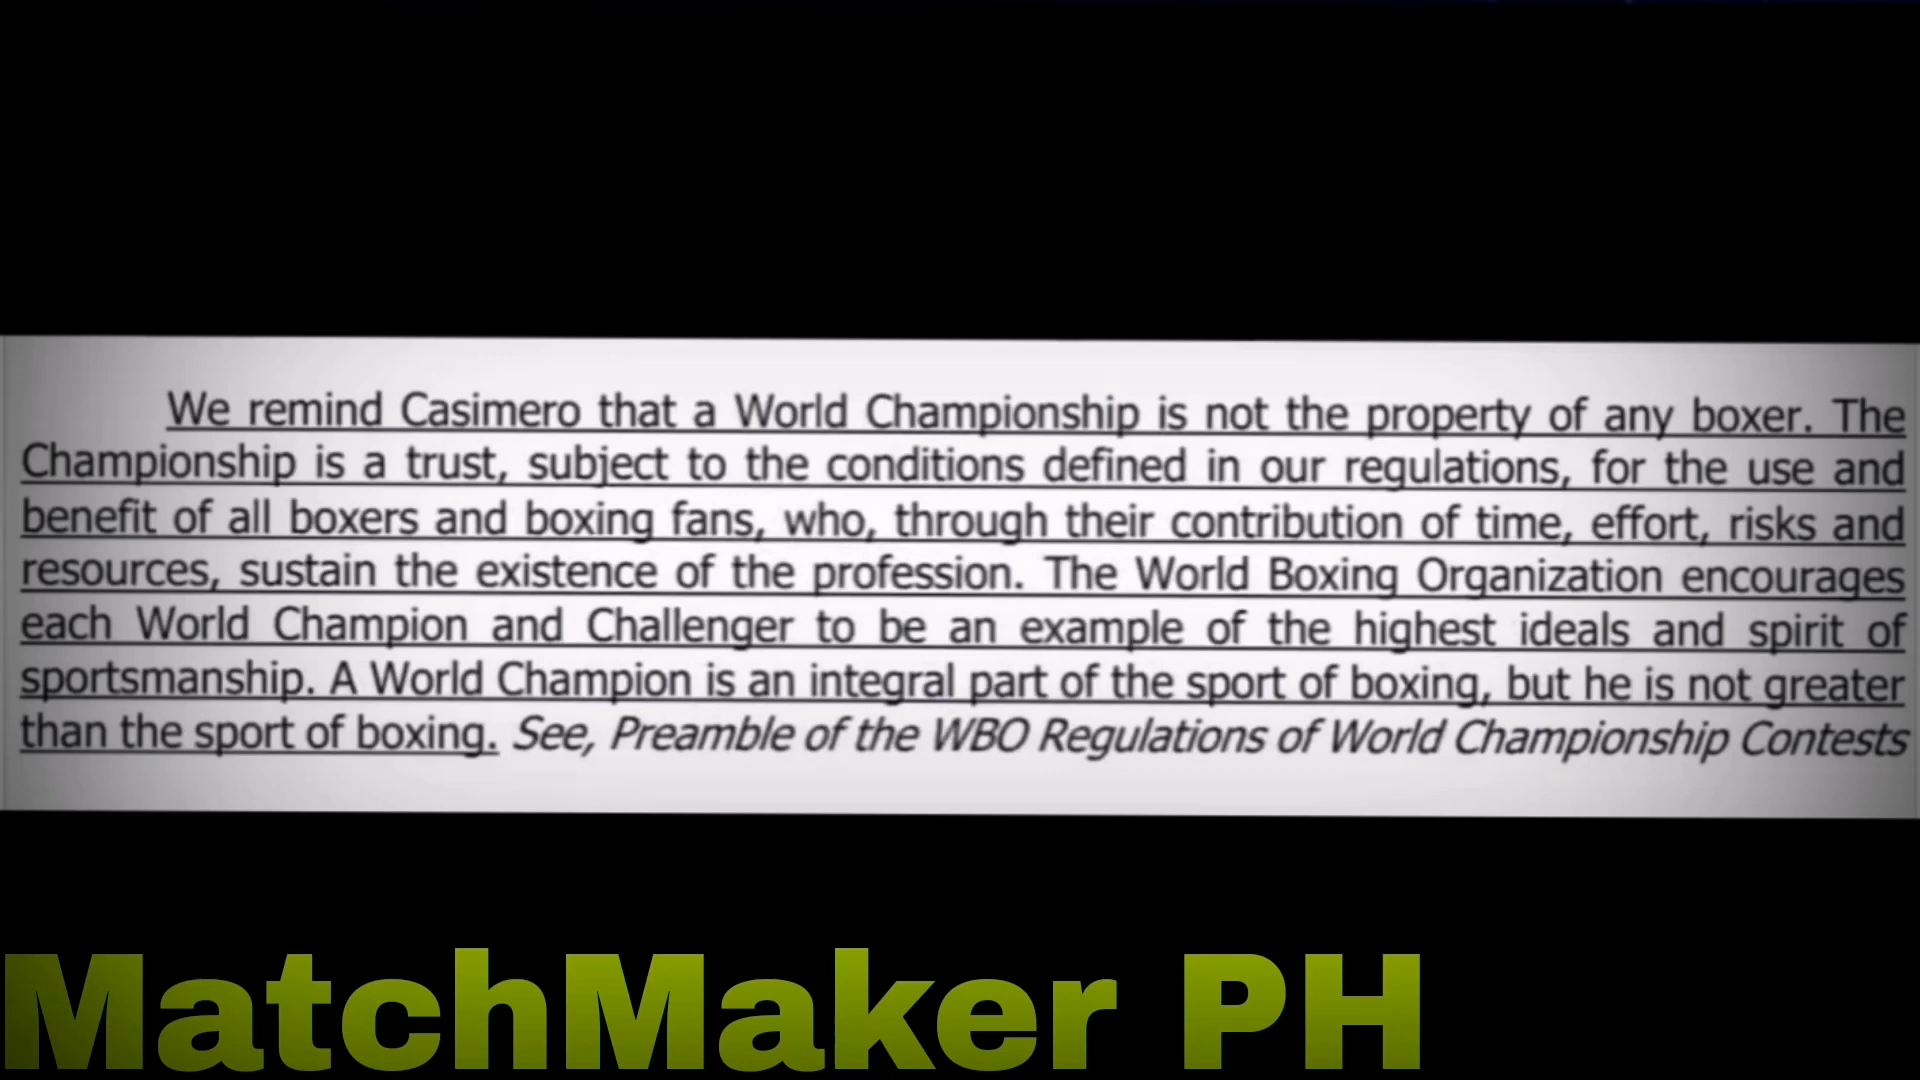 We remind Casimero that a World Championship is not the property of any boxer. The
Championship is a trust, subject to the conditions defined in our regulations, for the use and
benefit of all boxers and boxing fans, who, through their contribution of time, effort, risks and
resources, sustain the existence of the profession. The World Boxing Organization encourages
each World Champion and Challenger to be an example of the highest ideals and spirit of
sportsmanship. A World Champion is an integral part of the sport of boxing, but he is not greater
than the sport of boxing. See, Preamble of the WBO Regulations of World Championship Contests
MatchMaker PH